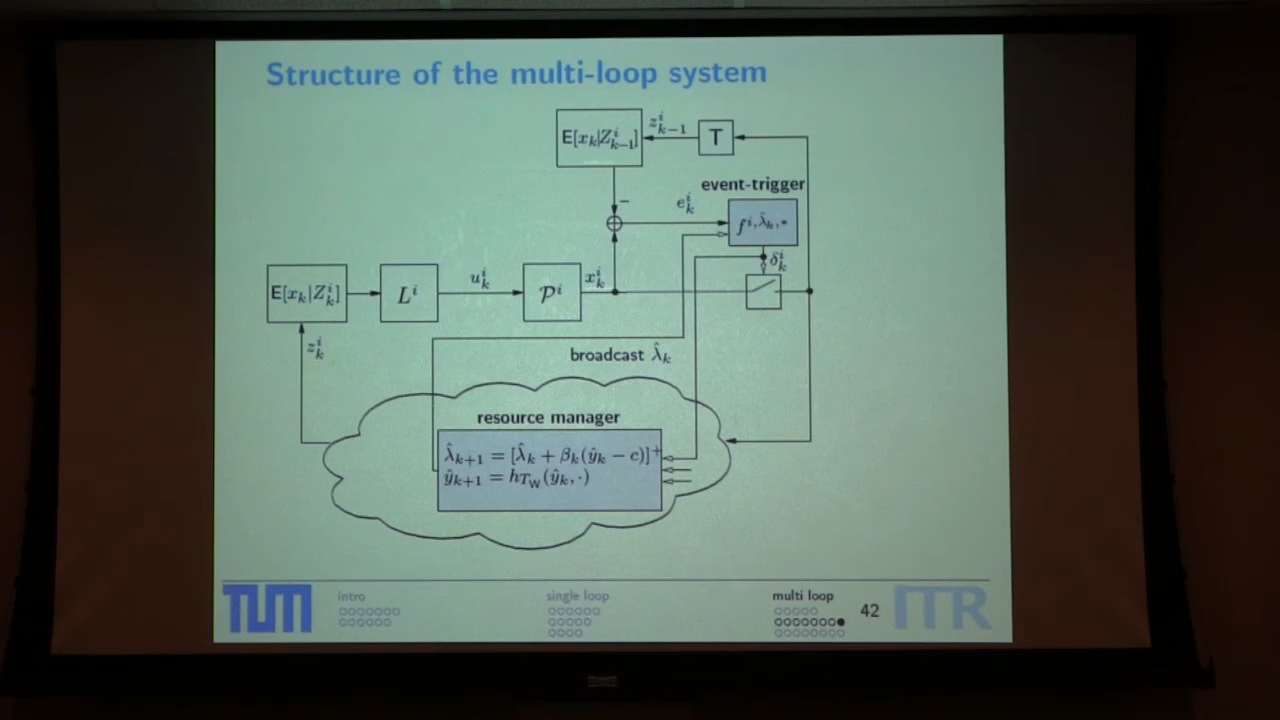 Structure of the multi-loop system
E[x_k|Z^i_{k−1}]
z^i_{k−1}
T
event-trigger
−
e^i_k
f^{i,λ̂_k,*}
δ^i_k
E[x_k|Z^i_k]
L^i
u^i_k
P^i
x^i_k
z^i_k
broadcast λ̂_k
resource manager
λ̂_{k+1} = [λ̂_k + β_k(ŷ_k − c)]^+
ŷ_{k+1} = h_{T_W}(ŷ_k, ·)
TUM
intro
single loop
multi loop
42
ITR